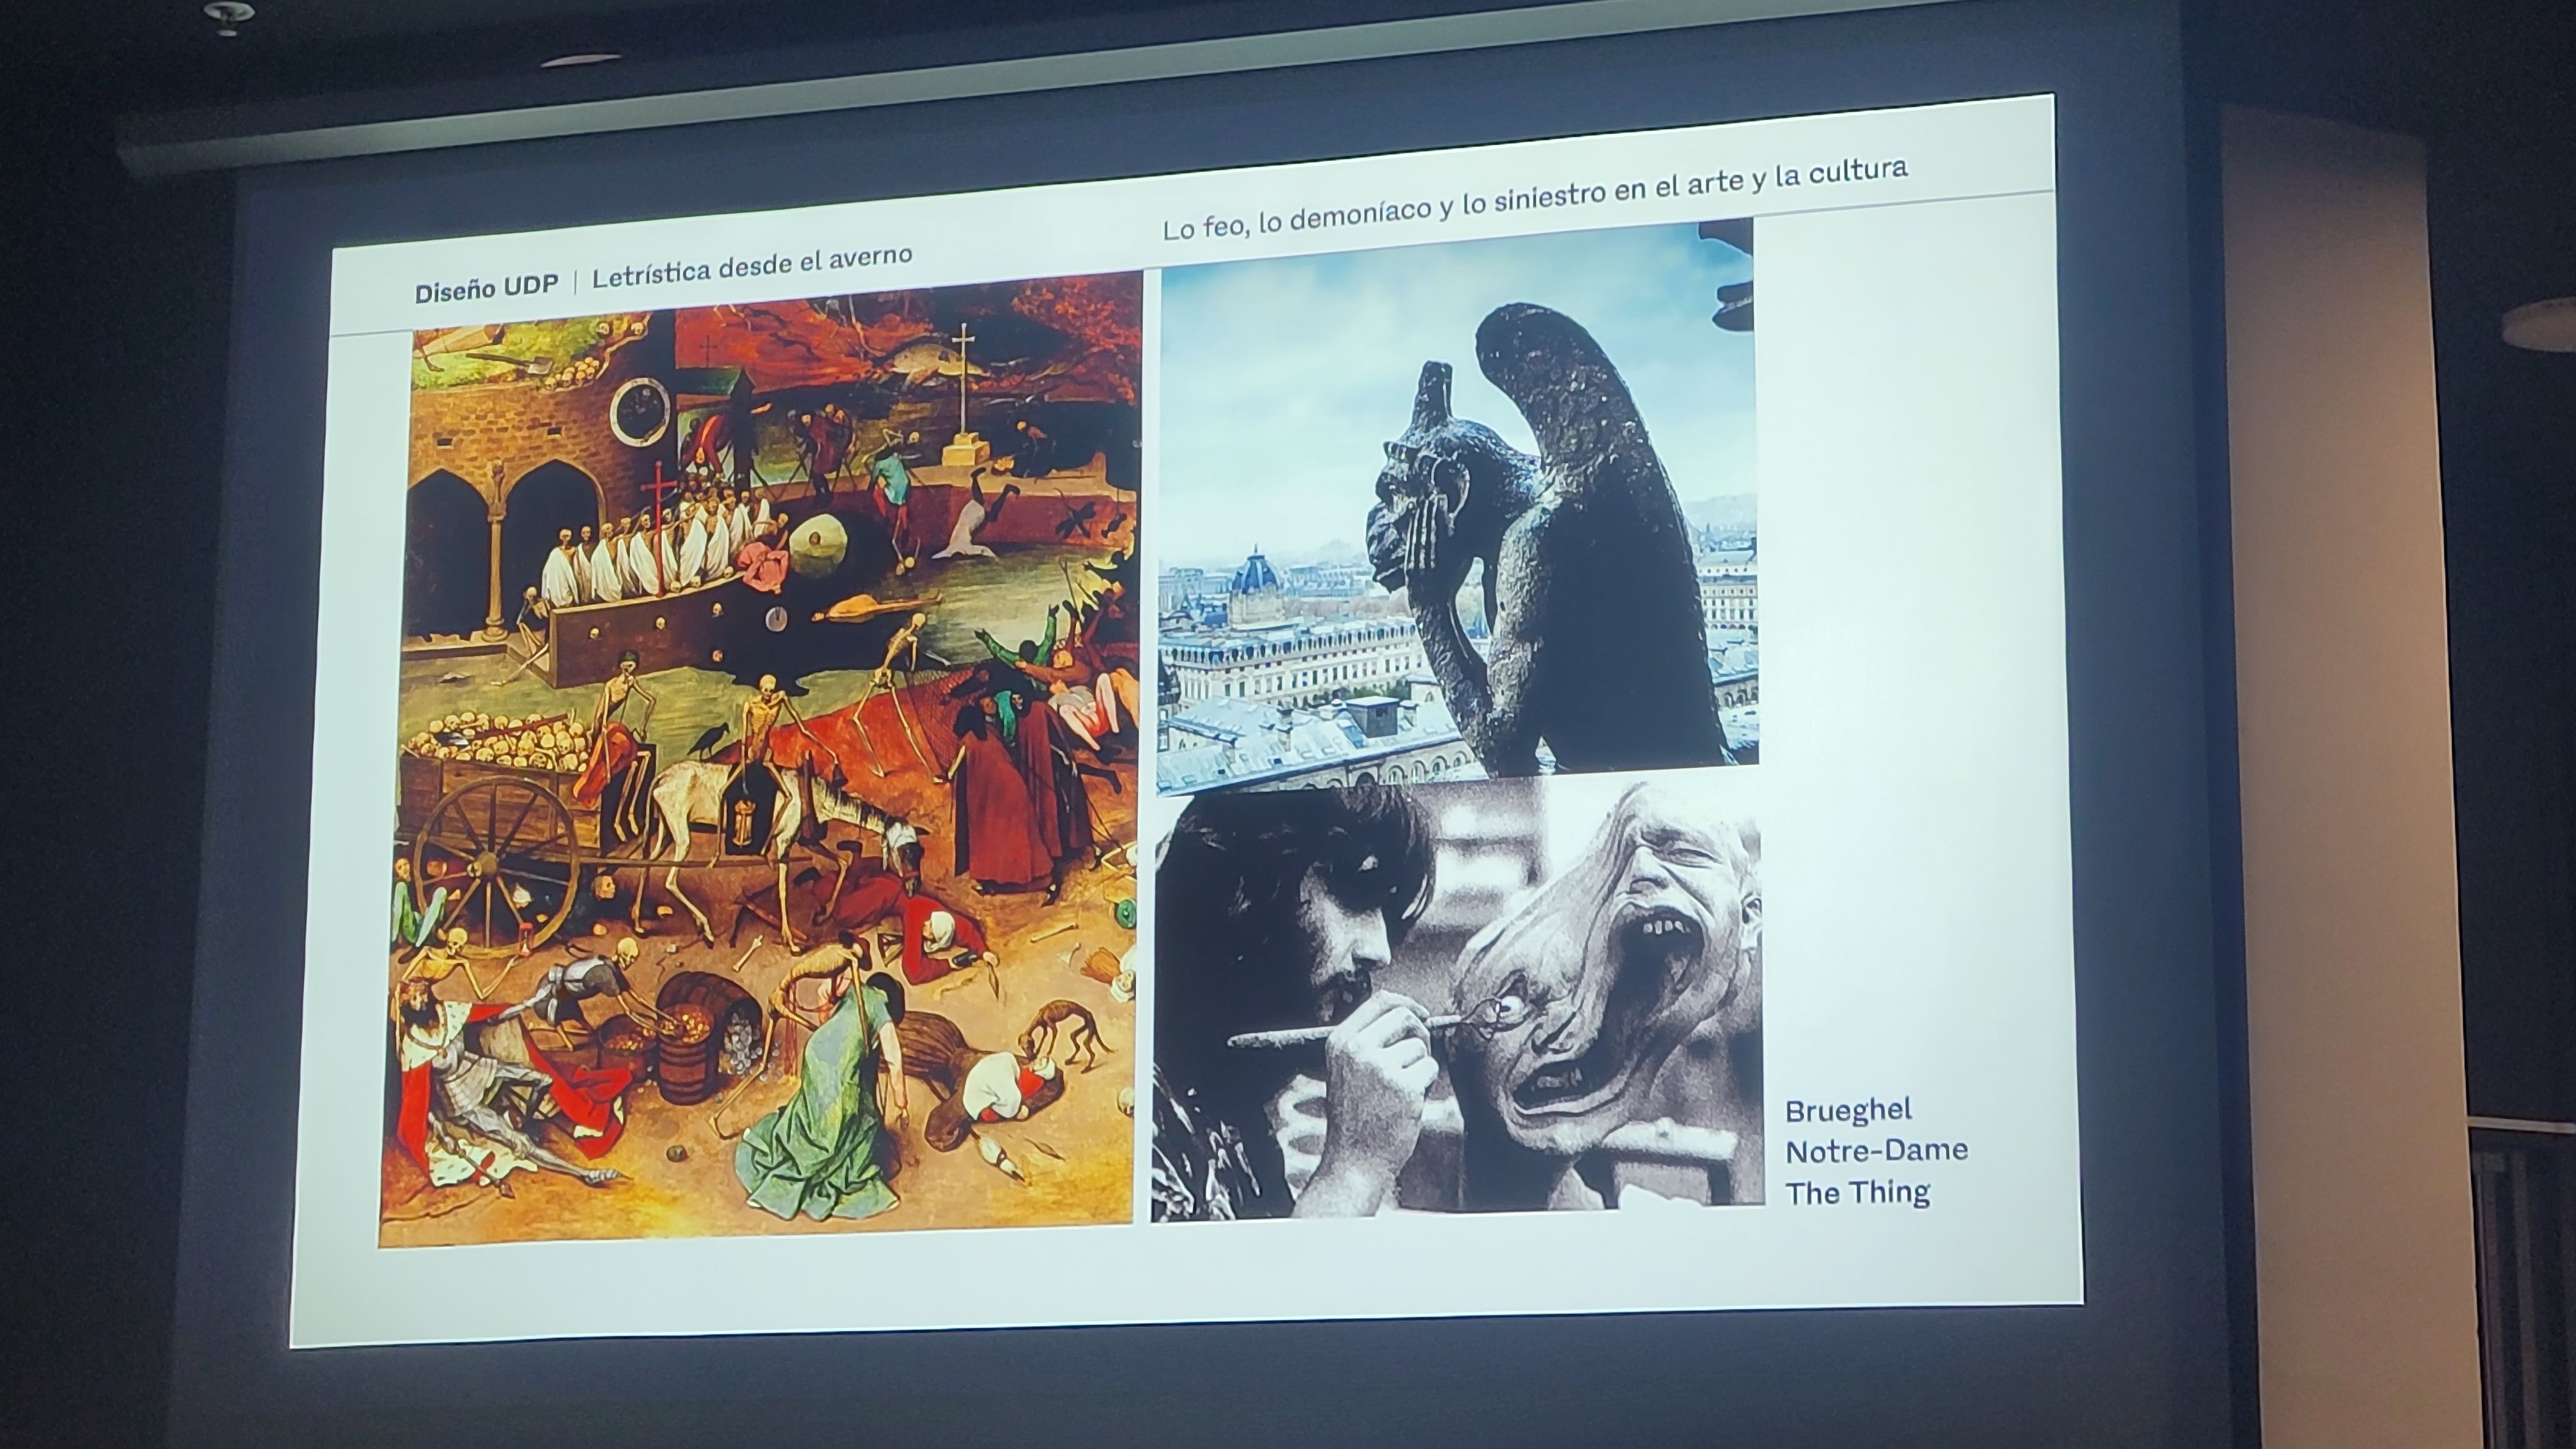 Diseño UDP | Letrística desde el averno
Lo feo, lo demoníaco y lo siniestro en el arte y la cultura
Brueghel
Notre-Dame
The Thing